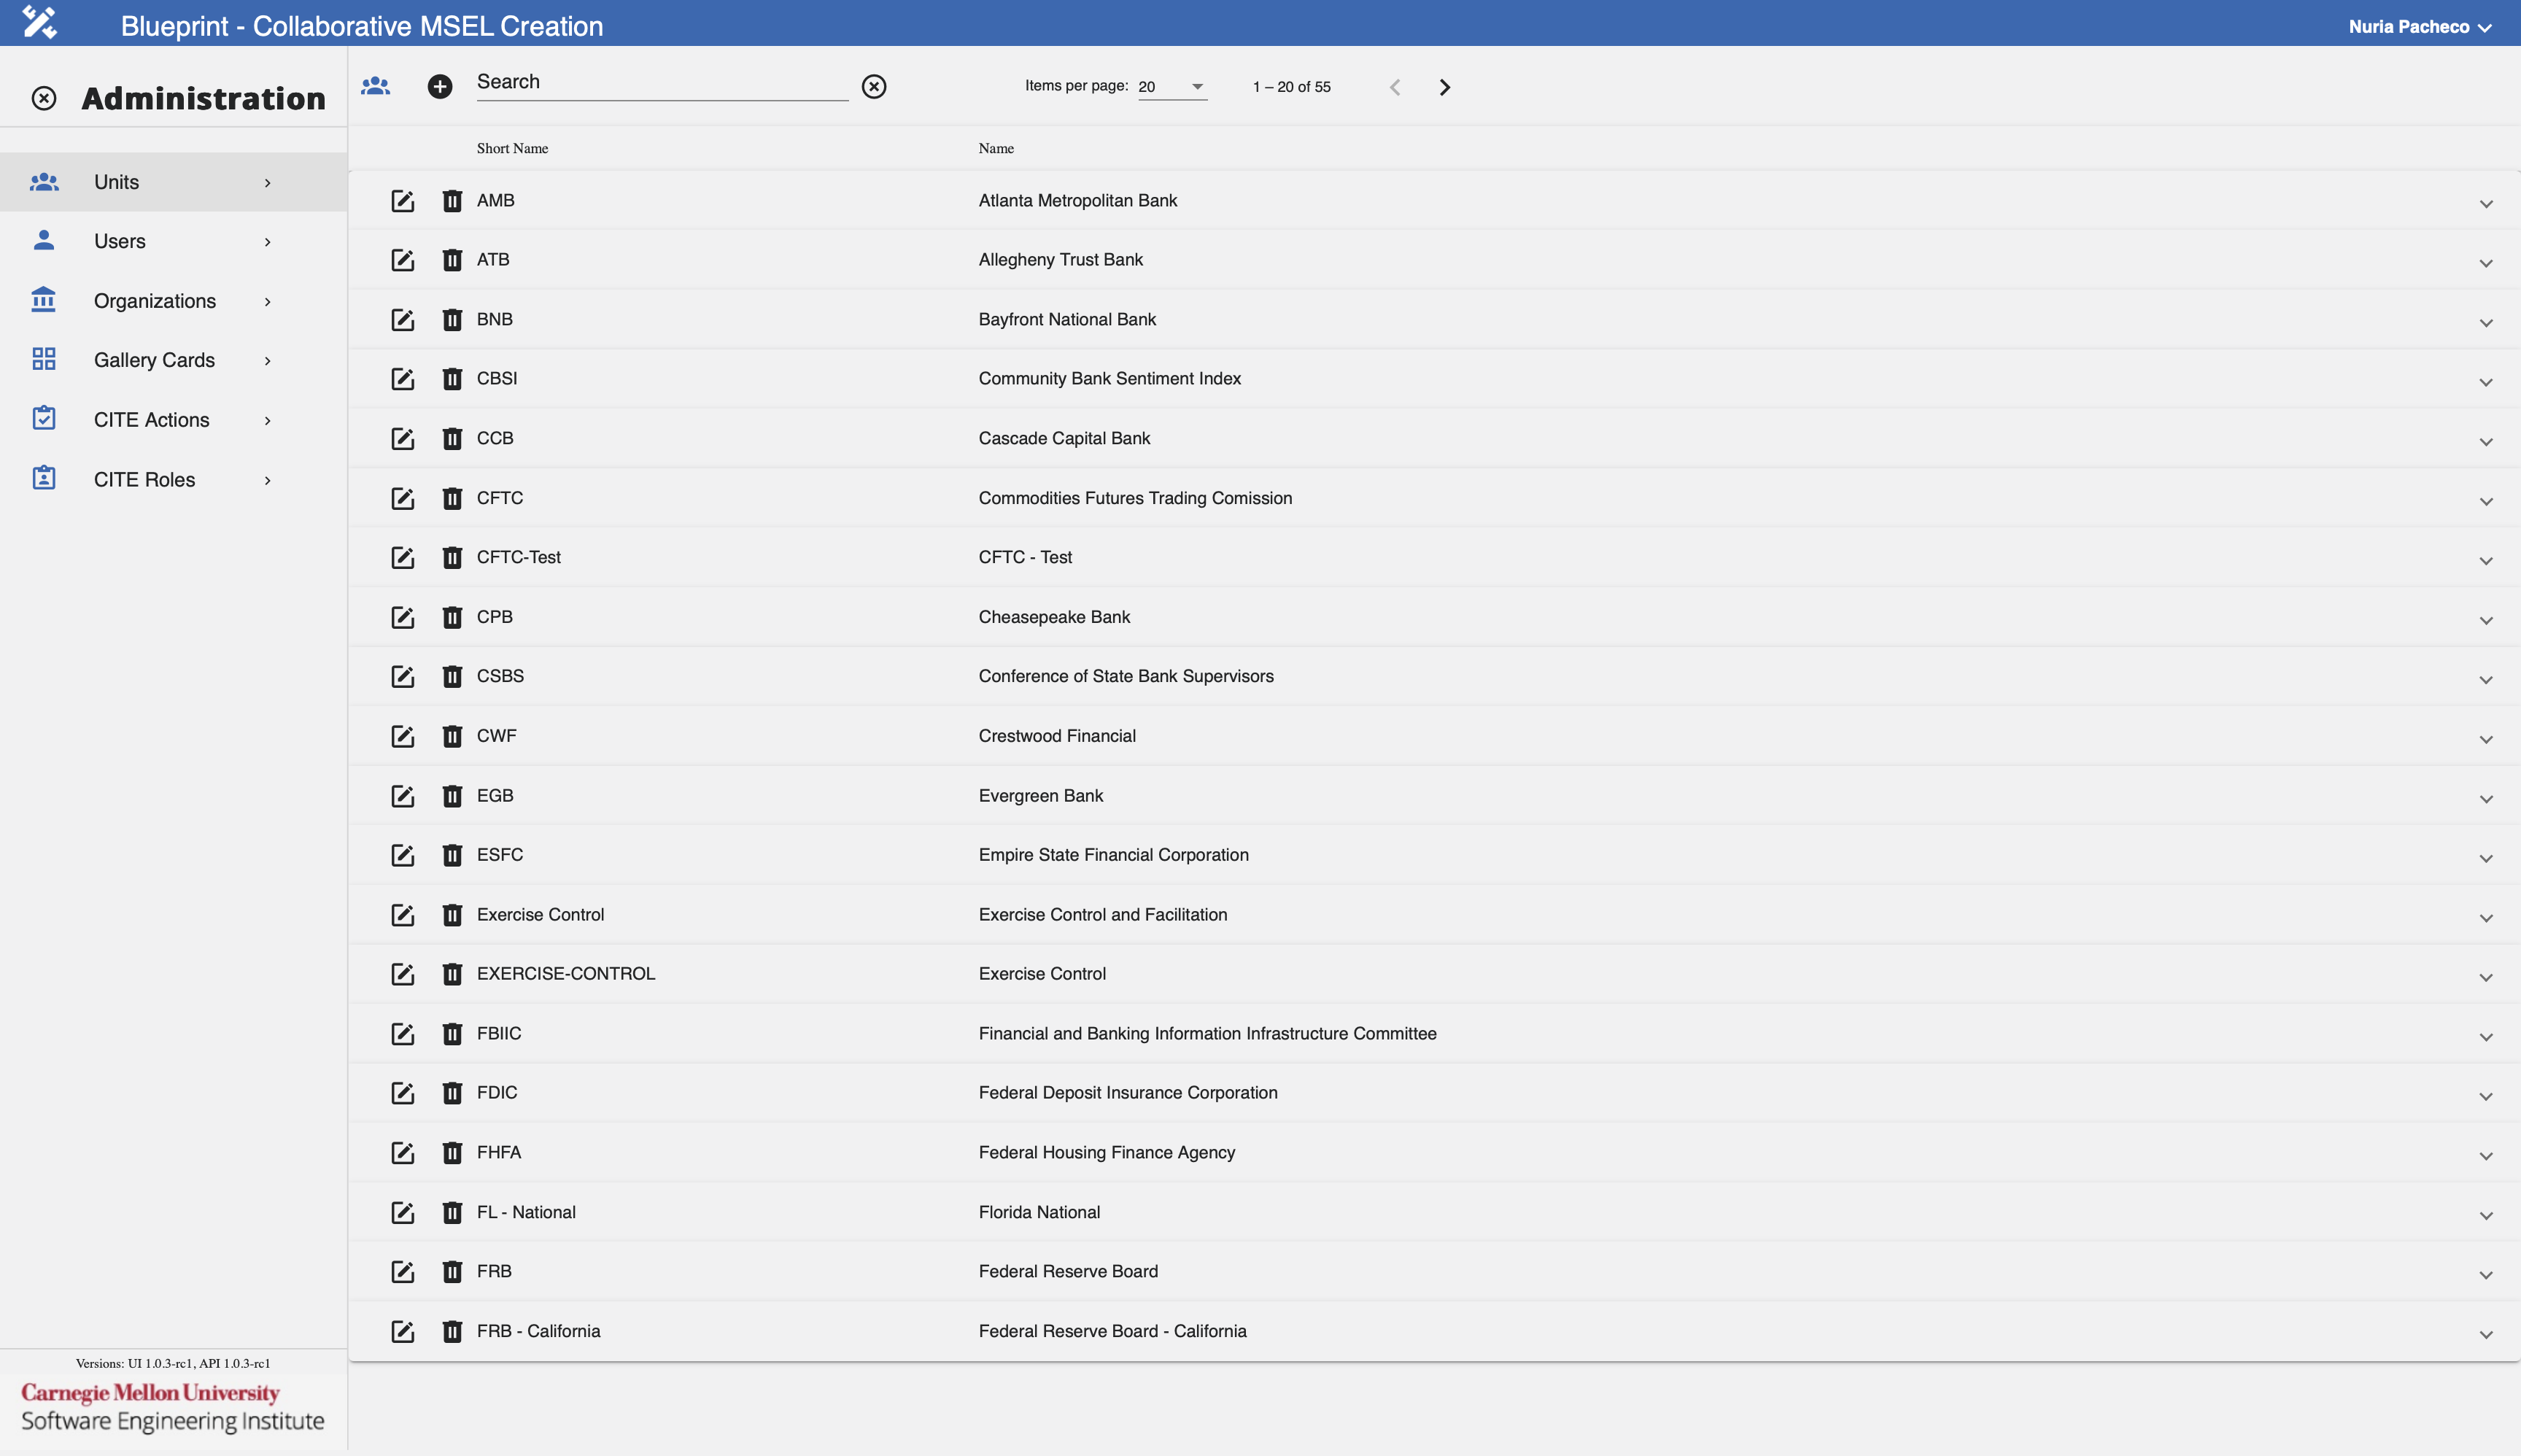 Blueprint - Collaborative MSEL Creation
Nuria Pacheco
Administration
Search
Items per page: 20
1 – 20 of 55
Units
Users
Organizations
Gallery Cards
CITE Actions
CITE Roles
Short Name Name
AMB Atlanta Metropolitan Bank
ATB Allegheny Trust Bank
BNB Bayfront National Bank
CBSI Community Bank Sentiment Index
CCB Cascade Capital Bank
CFTC Commodities Futures Trading Comission
CFTC-Test CFTC - Test
CPB Cheasepeake Bank
CSBS Conference of State Bank Supervisors
CWF Crestwood Financial
EGB Evergreen Bank
ESFC Empire State Financial Corporation
Exercise Control Exercise Control and Facilitation
EXERCISE-CONTROL Exercise Control
FBIIC Financial and Banking Information Infrastructure Committee
FDIC Federal Deposit Insurance Corporation
FHFA Federal Housing Finance Agency
FL - National Florida National
FRB Federal Reserve Board
FRB - California Federal Reserve Board - California
Versions: UI 1.0.3-rc1, API 1.0.3-rc1
Carnegie Mellon University
Software Engineering Institute